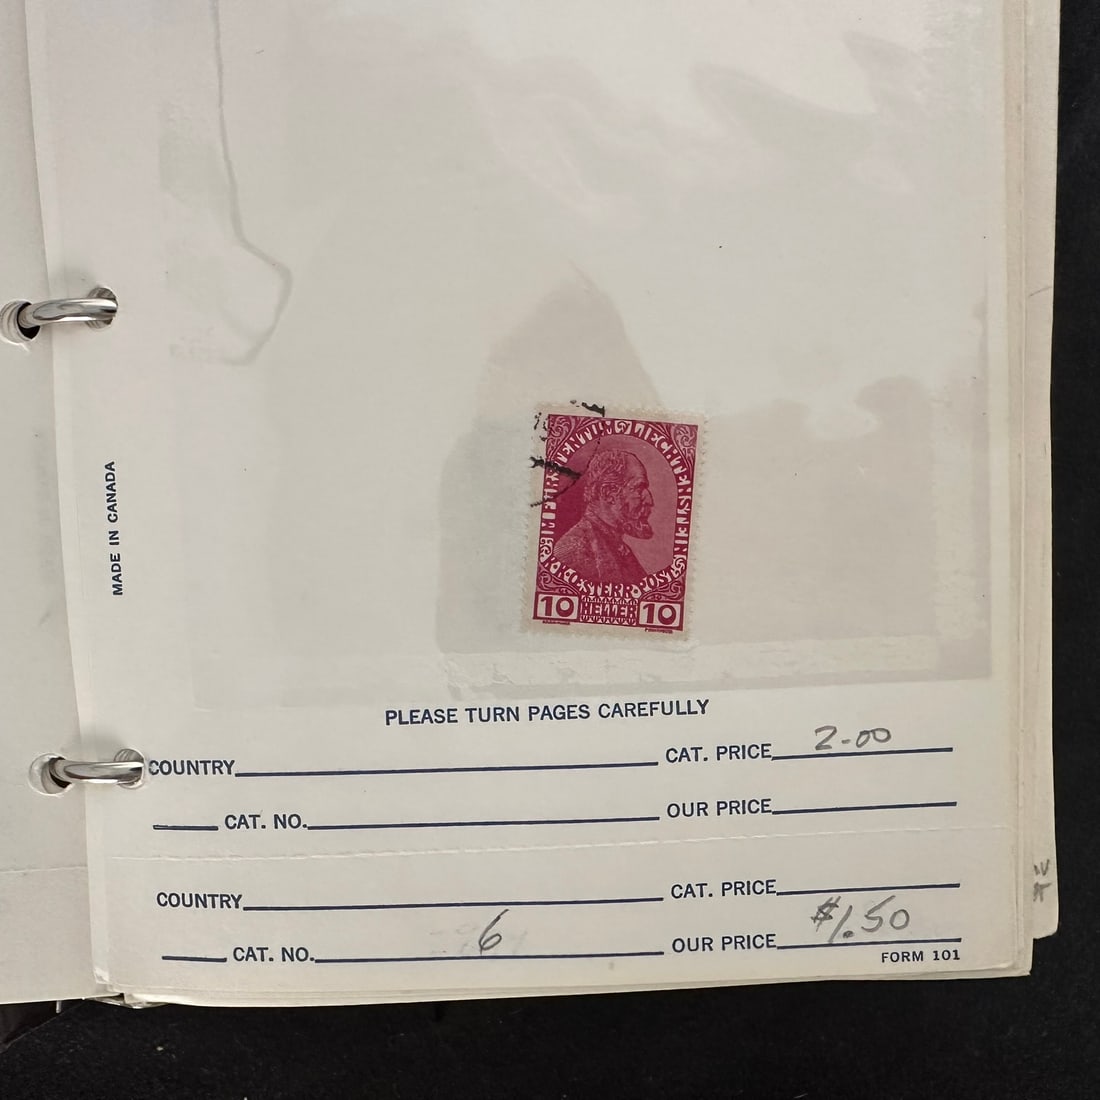 IM FÜRSTENTUM LIECHTENSTEIN
K.K. OESTERR. POST.
10 HELLER 10
MADE IN CANADA
PLEASE TURN PAGES CAREFULLY
COUNTRY CAT. PRICE 2.00
CAT. NO. OUR PRICE
COUNTRY CAT. PRICE
CAT. NO. 6 OUR PRICE $1.50
FORM 101